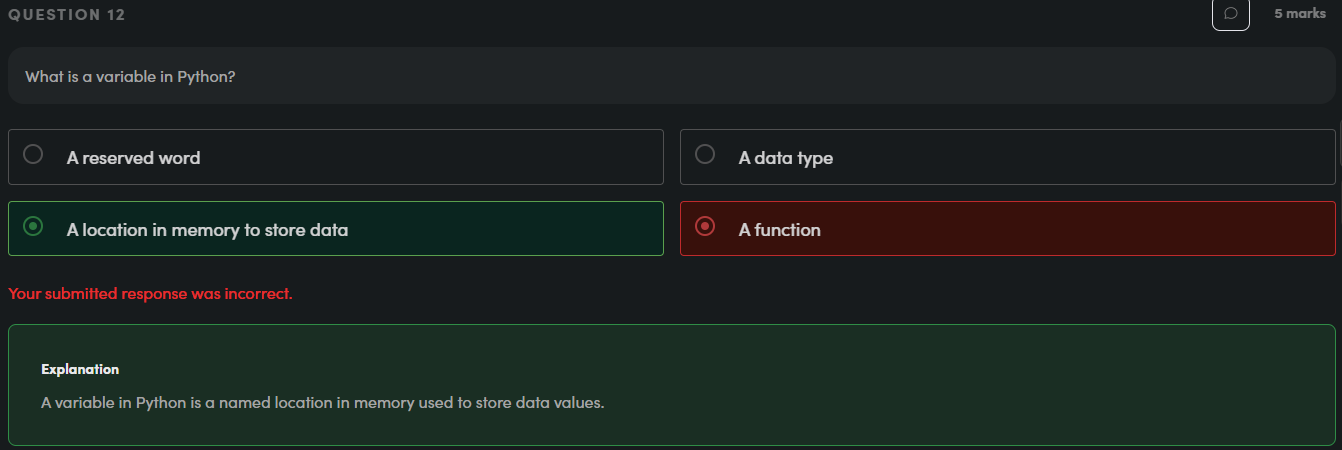 QUESTION 12
5 marks
What is a variable in Python?
A reserved word
A data type
A location in memory to store data
A function
Your submitted response was incorrect.
Explanation
A variable in Python is a named location in memory used to store data values.